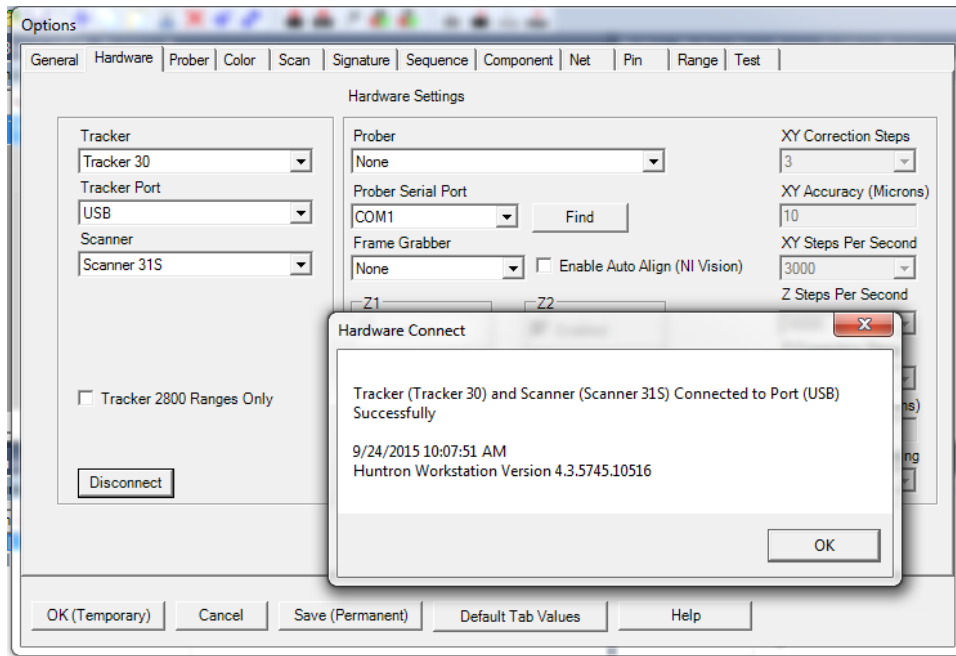 Options
General Hardware Prober Color Scan Signature Sequence Component Net Pin Range Test
Hardware Settings
Tracker
Tracker 30
Tracker Port
USB
Scanner
Scanner 31S
Tracker 2800 Ranges Only
Disconnect
Prober
None
Prober Serial Port
COM1
Find
Frame Grabber
None
Enable Auto Align (NI Vision)
Z1
Z2
XY Correction Steps
3
XY Accuracy (Microns)
10
XY Steps Per Second
3000
Z Steps Per Second
ns)
ng
Hardware Connect
Tracker (Tracker 30) and Scanner (Scanner 31S) Connected to Port (USB)
Successfully
9/24/2015 10:07:51 AM
Huntron Workstation Version 4.3.5745.10516
OK
OK (Temporary)
Cancel
Save (Permanent)
Default Tab Values
Help